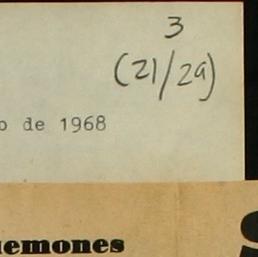 3
(21/29)
o de 1968
emones